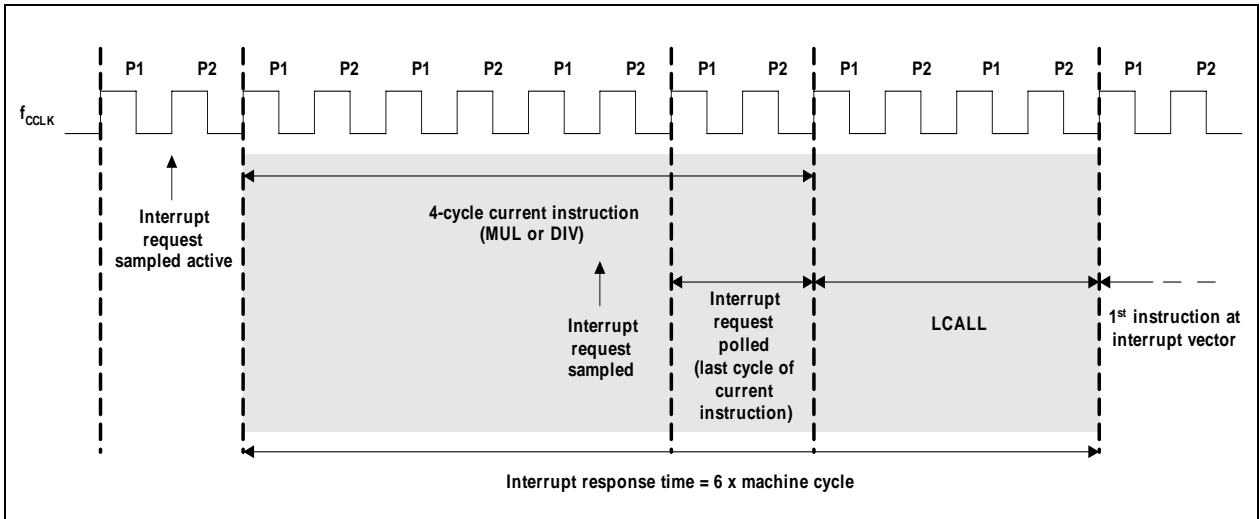 P1 P2 P1 P2 P1 P2 P1 P2 P1 P2 P1 P2 P1 P2 P1 P2
fCCLK
Interrupt
request
sampled active
4-cycle current instruction
(MUL or DIV)
Interrupt
request
sampled
Interrupt
request
polled
(last cycle of
current
instruction)
LCALL
1st instruction at
interrupt vector
Interrupt response time = 6 x machine cycle